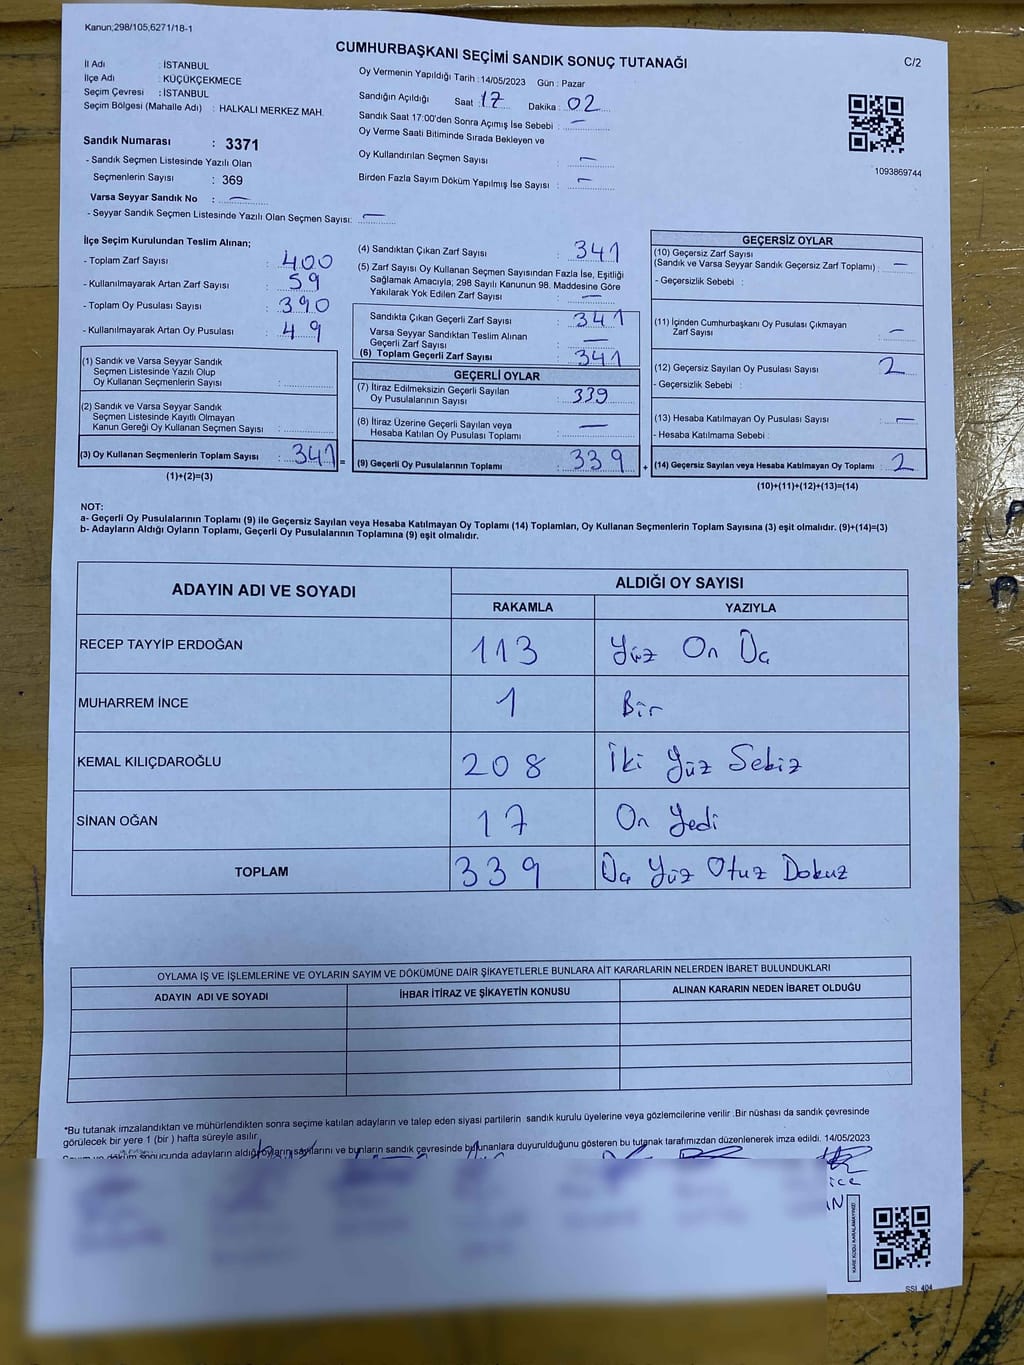 Kanun;298/105,6271/18-1
CUMHURBAŞKANI SEÇİMİ SANDIK SONUÇ TUTANAĞI
C/2
İl Adı : İSTANBUL
İlçe Adı : KÜÇÜKÇEKMECE
Seçim Çevresi : İSTANBUL
Seçim Bölgesi (Mahalle Adı) : HALKALI MERKEZ MAH.
Sandık Numarası : 3371
- Sandık Seçmen Listesinde Yazılı Olan
Seçmenlerin Sayısı : 369
Varsa Seyyar Sandık No : —
- Seyyar Sandık Seçmen Listesinde Yazılı Olan Seçmen Sayısı: —
Oy Vermenin Yapıldığı Tarih : 14/05/2023 Gün : Pazar
Sandığın Açıldığı Saat : 17 Dakika : 02
Sandık Saat 17:00'den Sonra Açımış İse Sebebi : —
Oy Verme Saati Bitiminde Sırada Bekleyen ve
Oy Kullandırılan Seçmen Sayısı : —
Birden Fazla Sayım Döküm Yapılmış İse Sayısı : —
1093869744
İlçe Seçim Kurulundan Teslim Alınan;
- Toplam Zarf Sayısı : 400
- Kullanılmayarak Artan Zarf Sayısı : 59
- Toplam Oy Pusulası Sayısı : 390
- Kullanılmayarak Artan Oy Pusulası : 49
(1) Sandık ve Varsa Seyyar Sandık
Seçmen Listesinde Yazılı Olup
Oy Kullanan Seçmenlerin Sayısı :
(2) Sandık ve Varsa Seyyar Sandık
Seçmen Listesinde Kayıtlı Olmayan
Kanun Gereği Oy Kullanan Seçmen Sayısı :
(3) Oy Kullanan Seçmenlerin Toplam Sayısı : 341 =
(1)+(2)=(3)
(4) Sandıktan Çıkan Zarf Sayısı : 341
(5) Zarf Sayısı Oy Kullanan Seçmen Sayısından Fazla İse, Eşitliği
Sağlamak Amacıyla; 298 Sayılı Kanunun 98. Maddesine Göre
Yakılarak Yok Edilen Zarf Sayısı : —
Sandıkta Çıkan Geçerli Zarf Sayısı : 341
Varsa Seyyar Sandıktan Teslim Alınan
Geçerli Zarf Sayısı : —
(6) Toplam Geçerli Zarf Sayısı : 341
GEÇERLİ OYLAR
(7) İtiraz Edilmeksizin Geçerli Sayılan
Oy Pusulalarının Sayısı : 339
(8) İtiraz Üzerine Geçerli Sayılan veya
Hesaba Katılan Oy Pusulası Toplamı : —
(9) Geçerli Oy Pusulalarının Toplamı : 339 +
GEÇERSİZ OYLAR
(10) Geçersiz Zarf Sayısı
(Sandık ve Varsa Seyyar Sandık Geçersiz Zarf Toplamı) : —
- Geçersizlik Sebebi :
(11) İçinden Cumhurbaşkanı Oy Pusulası Çıkmayan
Zarf Sayısı : —
(12) Geçersiz Sayılan Oy Pusulası Sayısı : 2
- Geçersizlik Sebebi :
(13) Hesaba Katılmayan Oy Pusulası Sayısı : —
- Hesaba Katılmama Sebebi :
(14) Geçersiz Sayılan veya Hesaba Katılmayan Oy Toplamı : 2
(10)+(11)+(12)+(13)=(14)
NOT:
a- Geçerli Oy Pusulalarının Toplamı (9) ile Geçersiz Sayılan veya Hesaba Katılmayan Oy Toplamı (14) Toplamları, Oy Kullanan Seçmenlerin Toplam Sayısına (3) eşit olmalıdır. (9)+(14)=(3)
b- Adayların Aldığı Oyların Toplamı, Geçerli Oy Pusulalarının Toplamına (9) eşit olmalıdır.
ADAYIN ADI VE SOYADI ALDIĞI OY SAYISI
RAKAMLA YAZIYLA
RECEP TAYYİP ERDOĞAN 113 Yüz On Üç
MUHARREM İNCE 1 Bir
KEMAL KILIÇDAROĞLU 208 İki Yüz Sekiz
SİNAN OĞAN 17 On Yedi
TOPLAM 339 Üç Yüz Otuz Dokuz
OYLAMA İŞ VE İŞLEMLERİNE VE OYLARIN SAYIM VE DÖKÜMÜNE DAİR ŞİKAYETLERLE BUNLARA AİT KARARLARIN NELERDEN İBARET BULUNDUKLARI
ADAYIN ADI VE SOYADI İHBAR İTİRAZ VE ŞİKAYETİN KONUSU ALINAN KARARIN NEDEN İBARET OLDUĞU
*Bu tutanak imzalandıktan ve mühürlendikten sonra seçime katılan adayların ve talep eden siyasi partilerin sandık kurulu üyelerine veya gözlemcilerine verilir .Bir nüshası da sandık çevresinde
görülecek bir yere 1 (bir ) hafta süreyle asılır.
Sayım ve döküm sonucunda adayların aldığı oyların sayılarını ve bunların sandık çevresinde bulunanlara duyurulduğunu gösteren bu tutanak tarafımızdan düzenlenerek imza edildi. 14/05/2023
KARE KODU KARALAMAYINIZ!